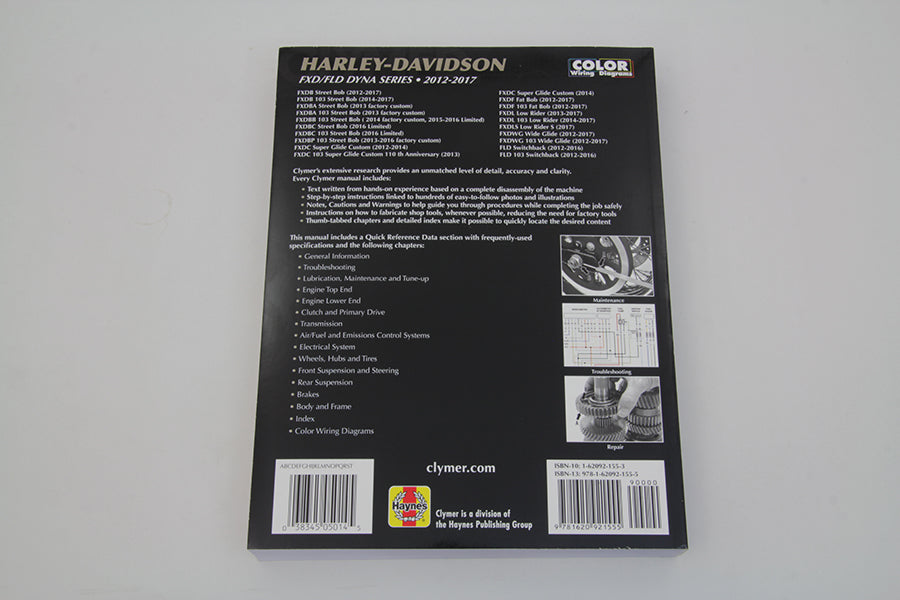 HARLEY-DAVIDSON
FXD/FLD DYNA SERIES • 2012-2017
COLOR
Wiring Diagrams
FXDB Street Bob (2012-2017)
FXDB 103 Street Bob (2014-2017)
FXDBA Street Bob (2013 factory custom)
FXDBA 103 Street Bob (2013 factory custom)
FXDBB 103 Street Bob ( 2014 factory custom, 2015-2016 Limited)
FXDBC Street Bob (2016 Limited)
FXDBC 103 Street Bob (2016 Limited)
FXDBP 103 Street Bob (2013-2016 factory custom)
FXDC Super Glide Custom (2012-2014)
FXDC 103 Super Glide Custom 110 th Anniversary (2013)
FXDC Super Glide Custom (2014)
FXDF Fat Bob (2012-2017)
FXDF 103 Fat Bob (2012-2017)
FXDL Low Rider (2013-2017)
FXDL 103 Low Rider (2014-2017)
FXDLS Low Rider S (2017)
FXDWG Wide Glide (2012-2017)
FXDWG 103 Wide Glide (2012-2017)
FLD Switchback (2012-2016)
FLD 103 Switchback (2012-2016)
Clymer's extensive research provides an unmatched level of detail, accuracy and clarity.
Every Clymer manual includes:
• Text written from hands-on experience based on a complete disassembly of the machine
• Step-by-step instructions linked to hundreds of easy-to-follow photos and illustrations
• Notes, Cautions and Warnings to help guide you through procedures while completing the job safely
• Instructions on how to fabricate shop tools, whenever possible, reducing the need for factory tools
• Thumb-tabbed chapters and detailed index make it possible to quickly locate the desired content
This manual includes a Quick Reference Data section with frequently-used
specifications and the following chapters:
• General Information
• Troubleshooting
• Lubrication, Maintenance and Tune-up
• Engine Top End
• Engine Lower End
• Clutch and Primary Drive
• Transmission
• Air/Fuel and Emissions Control Systems
• Electrical System
• Wheels, Hubs and Tires
• Front Suspension and Steering
• Rear Suspension
• Brakes
• Body and Frame
• Index
• Color Wiring Diagrams
Maintenance
Troubleshooting
Repair
ABCDEFGHIJKLMNOPQRST
0 38345 05014 5
clymer.com
Haynes
Clymer is a division of
the Haynes Publishing Group
ISBN-10: 1-62092-155-3
ISBN-13: 978-1-62092-155-5
90000
9 781620 921555